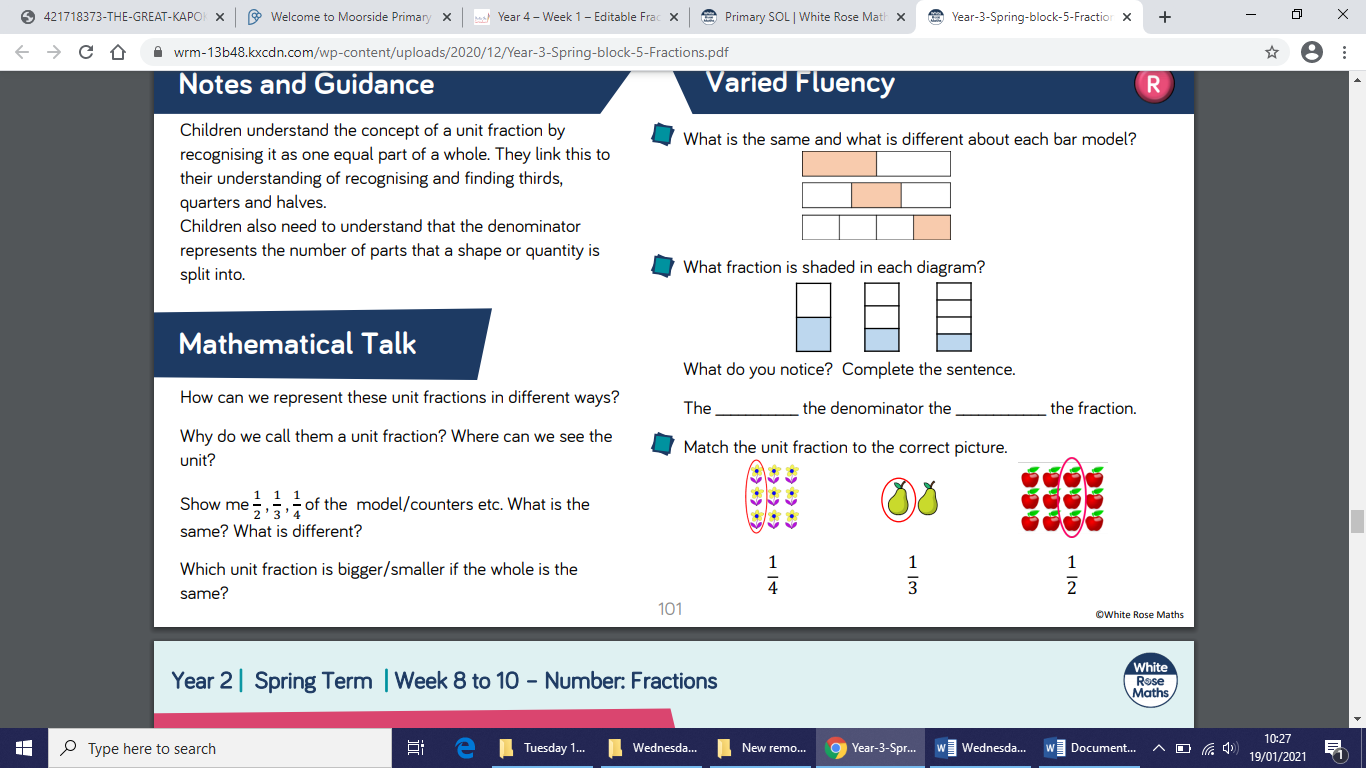 421718373-THE-GREAT-KAPO
Welcome to Moorside Primary
Year 4 – Week 1 – Editable Frac
Primary SOL | White Rose Math
Year-3-Spring-block-5-Fraction
wrm-13b48.kxcdn.com/wp-content/uploads/2020/12/Year-3-Spring-block-5-Fractions.pdf
Notes and Guidance
Children understand the concept of a unit fraction by
recognising it as one equal part of a whole. They link this to
their understanding of recognising and finding thirds,
quarters and halves.
Children also need to understand that the denominator
represents the number of parts that a shape or quantity is
split into.
Mathematical Talk
How can we represent these unit fractions in different ways?
Why do we call them a unit fraction? Where can we see the
unit?
Show me 1/2, 1/3, 1/4 of the model/counters etc. What is the
same? What is different?
Which unit fraction is bigger/smaller if the whole is the
same?
Varied Fluency
R
What is the same and what is different about each bar model?
What fraction is shaded in each diagram?
What do you notice? Complete the sentence.
The __________ the denominator the ___________ the fraction.
Match the unit fraction to the correct picture.
1/4 1/3 1/2
101
©White Rose Maths
Year 2 | Spring Term | Week 8 to 10 – Number: Fractions
White
Rose
Maths
Type here to search
Tuesday 1...
Wednesda...
New remo...
Year-3-Spr...
Wednesda...
Document...
10:27
19/01/2021
1